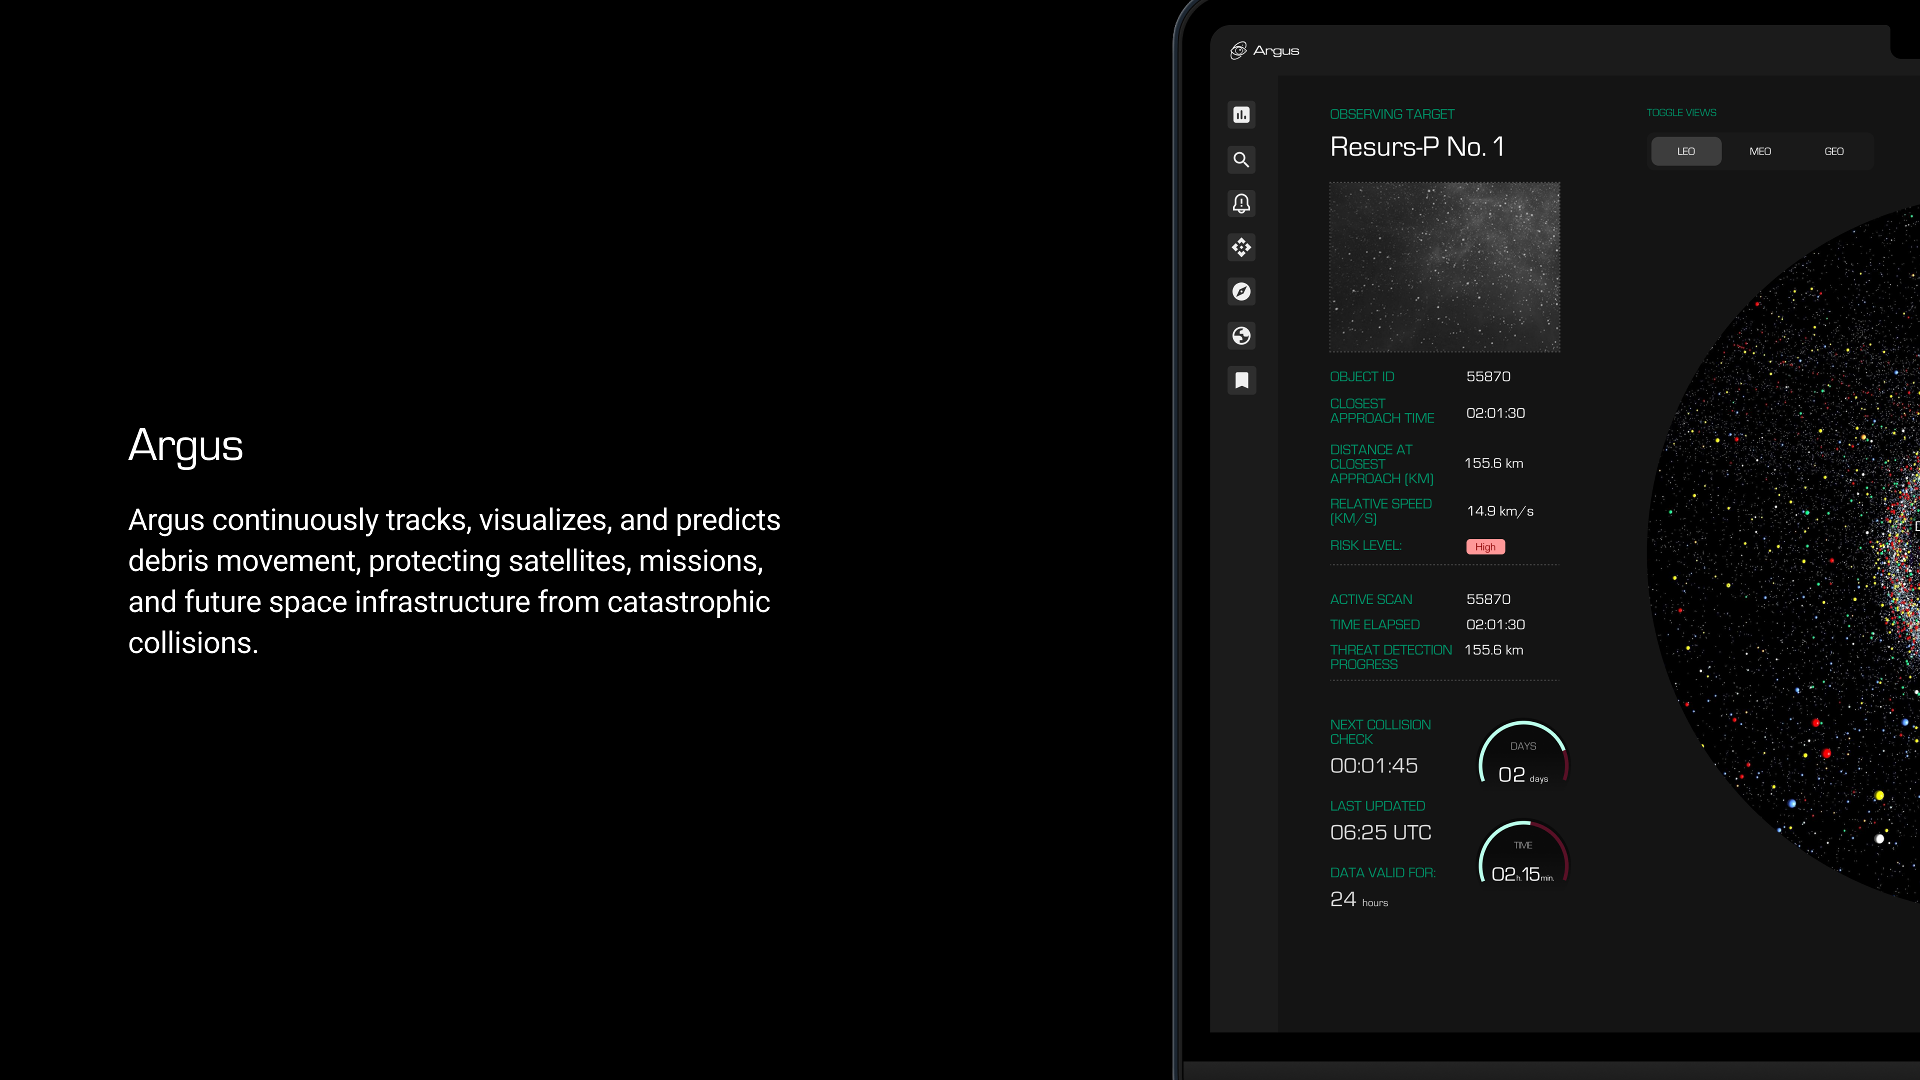 Argus
Argus continuously tracks, visualizes, and predicts
debris movement, protecting satellites, missions,
and future space infrastructure from catastrophic
collisions.
Argus
OBSERVING TARGET
Resurs-P No. 1
OBJECT ID 55870
CLOSEST
APPROACH TIME 02:01:30
DISTANCE AT
CLOSEST
APPROACH (KM) 155.6 km
RELATIVE SPEED
(KM/S) 14.9 km/s
RISK LEVEL: High
ACTIVE SCAN 55870
TIME ELAPSED 02:01:30
THREAT DETECTION
PROGRESS 155.6 km
NEXT COLLISION
CHECK
00:01:45
DAYS
02 days
LAST UPDATED
06:25 UTC
TIME
02h.15min.
DATA VALID FOR:
24 hours
TOGGLE VIEWS
LEO MEO GEO